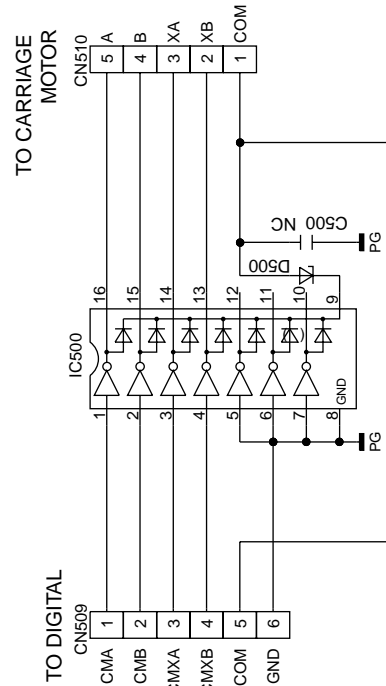 TO CARRIAGE
MOTOR
CN510
5 A
4 B
3 XA
2 XB
1 COM
C500 NC
PG
D500
IC500
16
15
14
13
12
11
10
9
1
2
3
4
5
6
7
8
GND
PG
TO DIGITAL
CN509
CMA 1
CMB 2
CMXA 3
CMXB 4
COM 5
GND 6